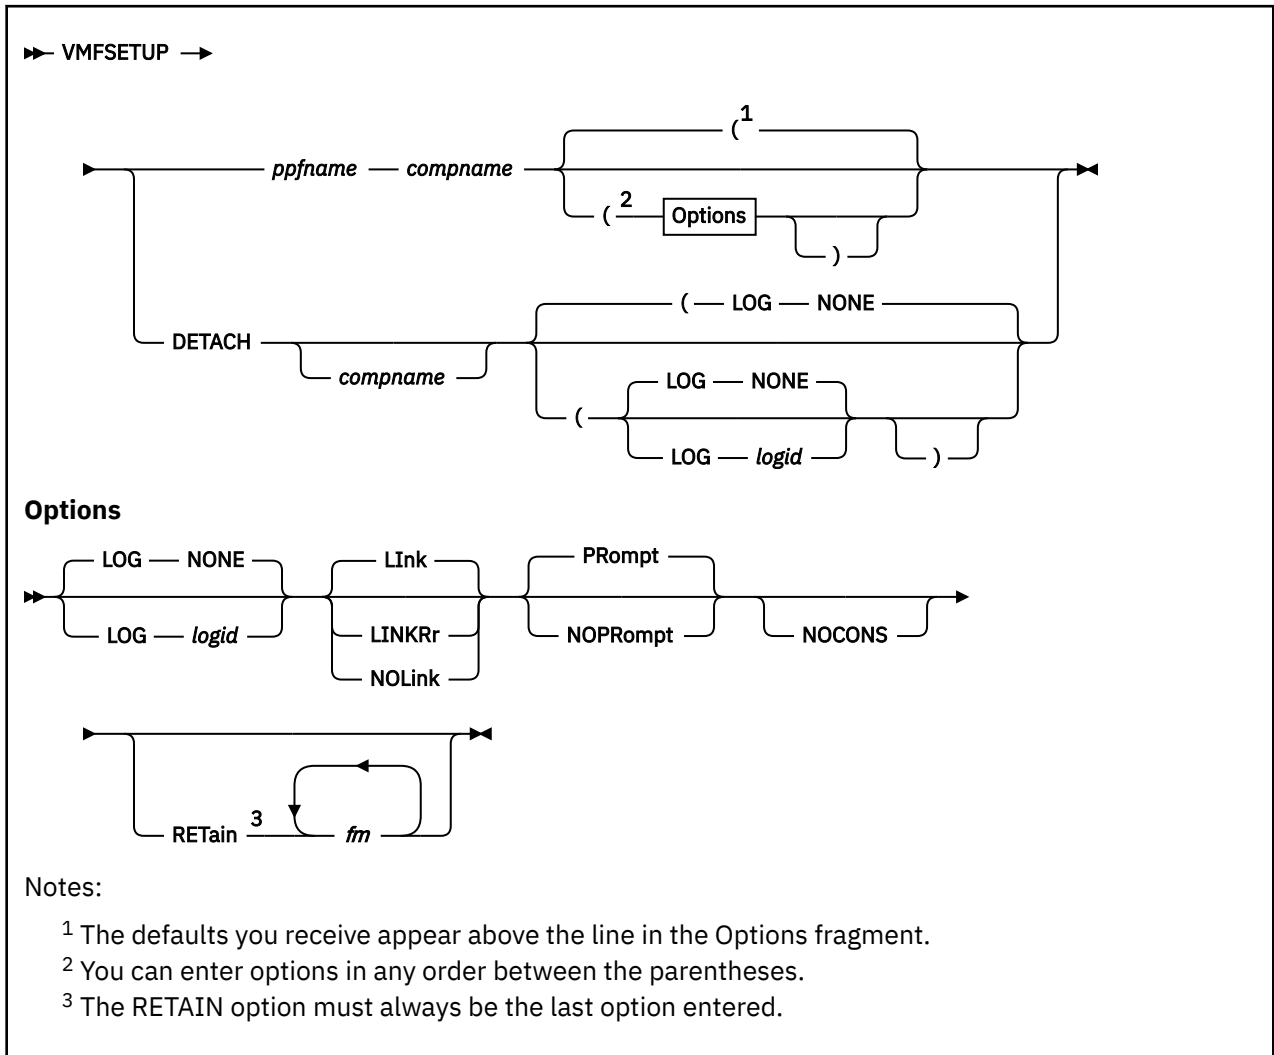 VMFSETUP
( 1
ppfname compname
( 2 Options
)
( LOG NONE
DETACH
compname
LOG NONE
(
LOG logid )
Options
LOG NONE LInk PRompt
LOG logid LINKRr NOPRompt NOCONS
NOLink
RETain 3 fm
Notes:
1 The defaults you receive appear above the line in the Options fragment.
2 You can enter options in any order between the parentheses.
3 The RETAIN option must always be the last option entered.